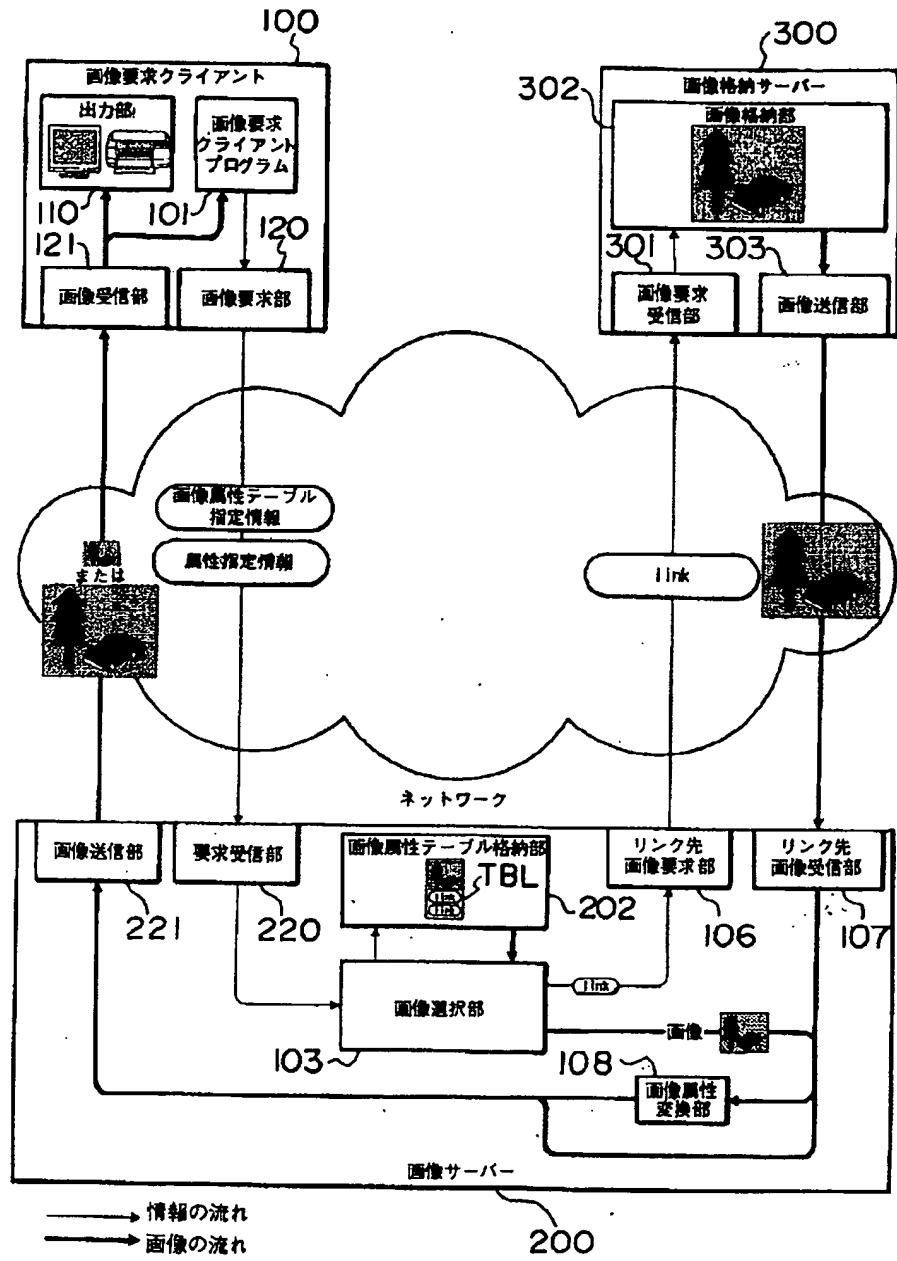 100
300
画像要求クライアント
画像格納サーバー
302
出力部
画像要求
クライアント
プログラム
画像格納部
110
101
120
121
301
303
画像受信部
画像要求部
画像要求
受信部
画像送信部
画像属性テーブル
指定情報
属性指定情報
link
または
ネットワーク
画像送信部
要求受信部
画像属性テーブル格納部
リンク先
画像要求部
リンク先
画像受信部
TBL
link
link
221
220
202
106
107
画像選択部
link
画像
103
108
画像属性
変換部
画像サーバー
情報の流れ
画像の流れ
200